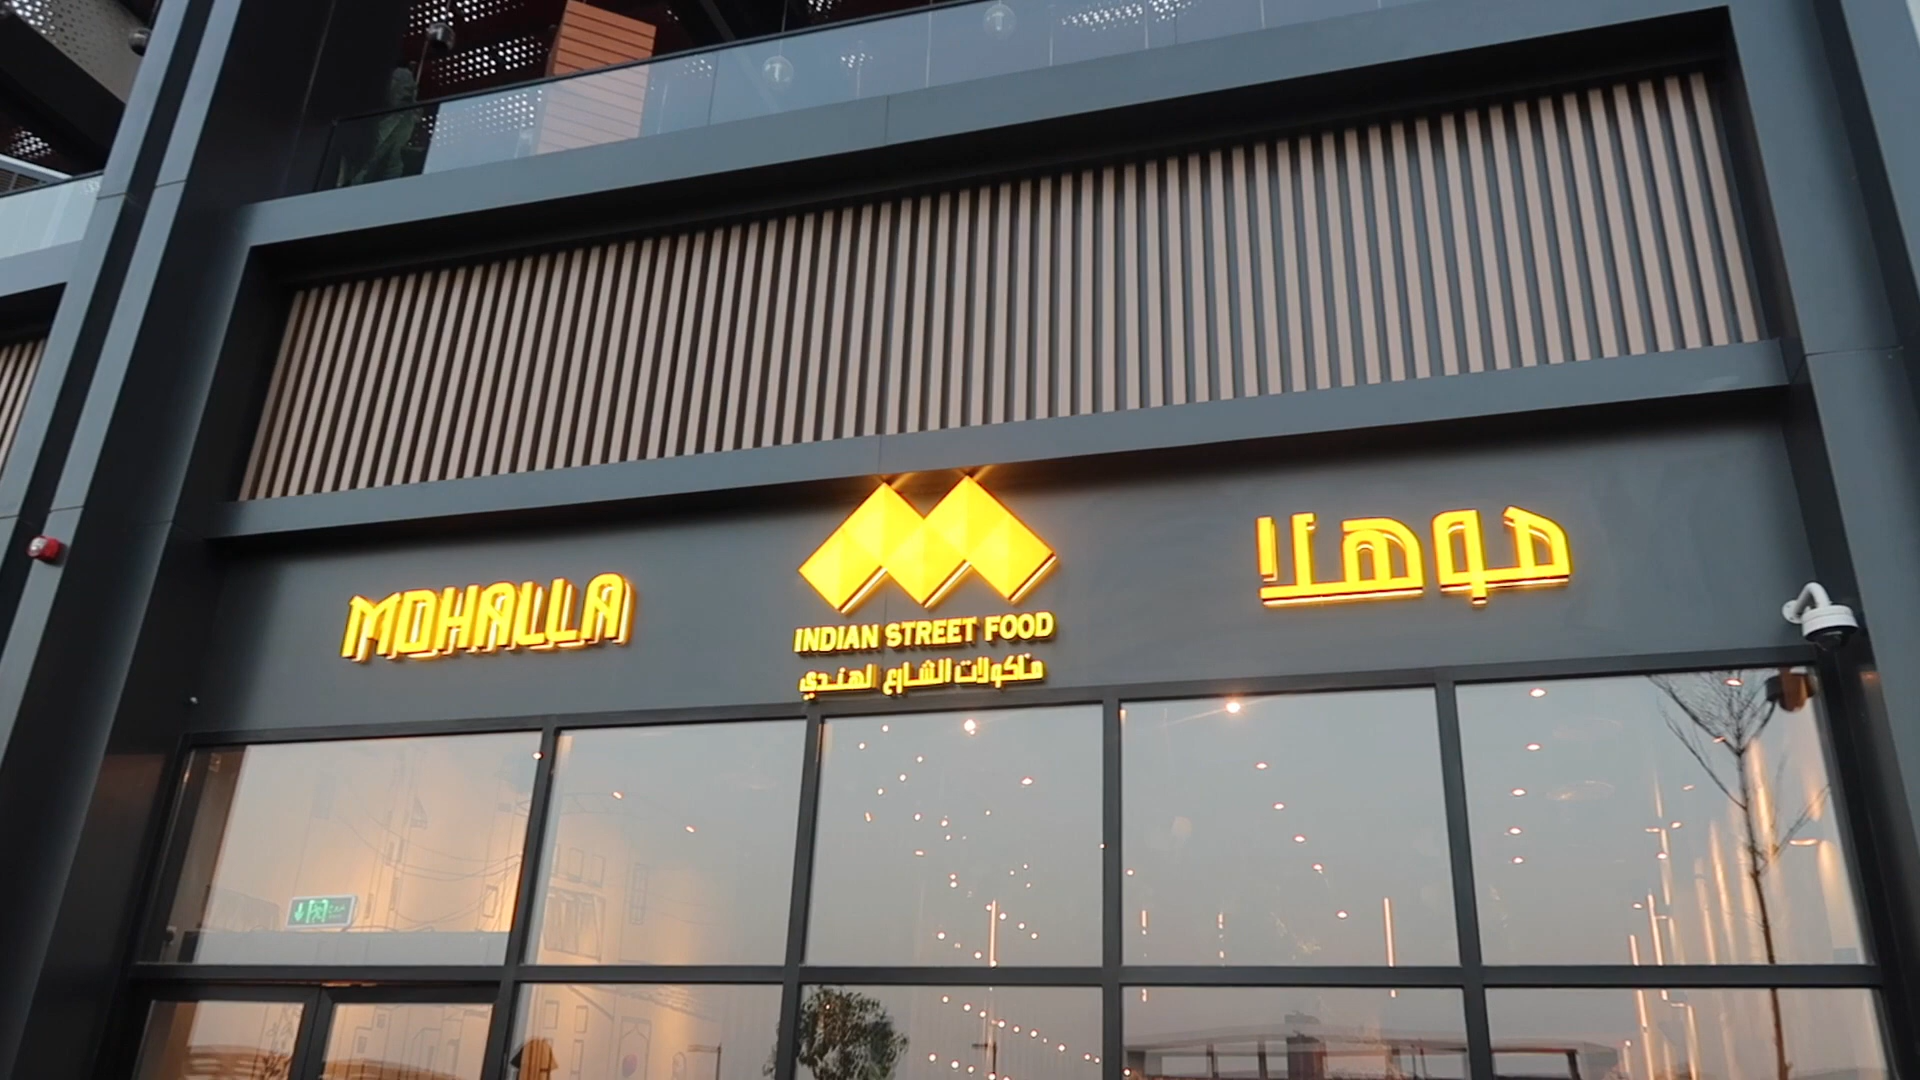 MOHALLA
INDIAN STREET FOOD
مأكولات الشارع الهندي
موهلا